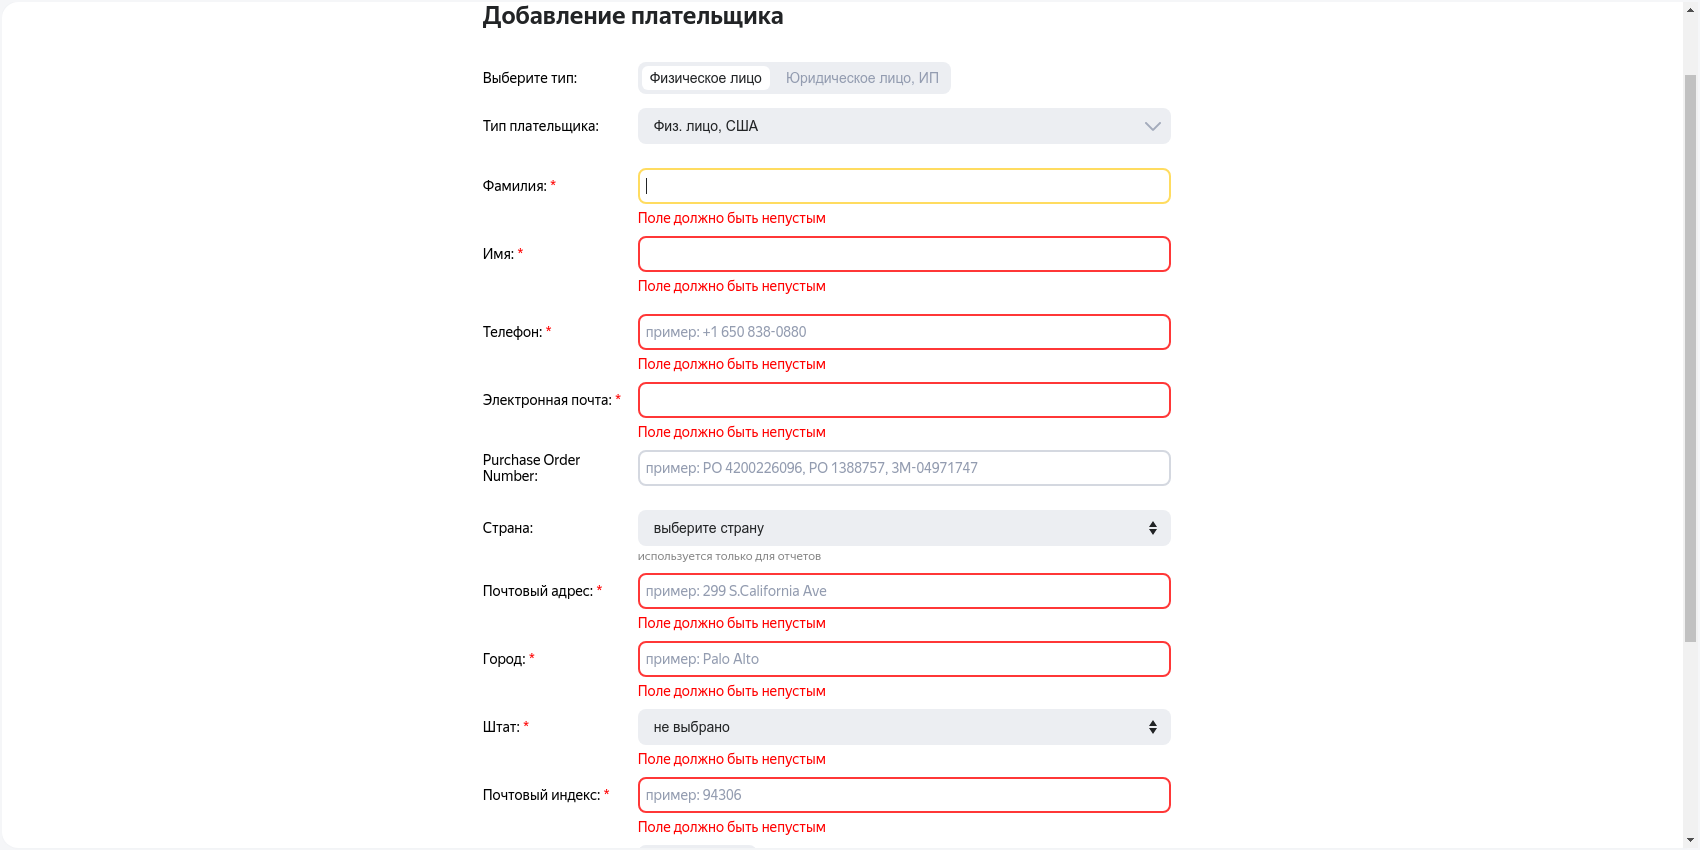 Добавление плательщика
Выберите тип: Физическое лицо Юридическое лицо, ИП
Тип плательщика: Физ. лицо, США
Фамилия: *
Поле должно быть непустым
Имя: *
Поле должно быть непустым
Телефон: * пример: +1 650 838-0880
Поле должно быть непустым
Электронная почта: *
Поле должно быть непустым
Purchase Order
Number:
пример: PO 4200226096, PO 1388757, 3M-04971747
Страна: выберите страну
используется только для отчетов
Почтовый адрес: * пример: 299 S.California Ave
Поле должно быть непустым
Город: * пример: Palo Alto
Поле должно быть непустым
Штат: * не выбрано
Поле должно быть непустым
Почтовый индекс: * пример: 94306
Поле должно быть непустым